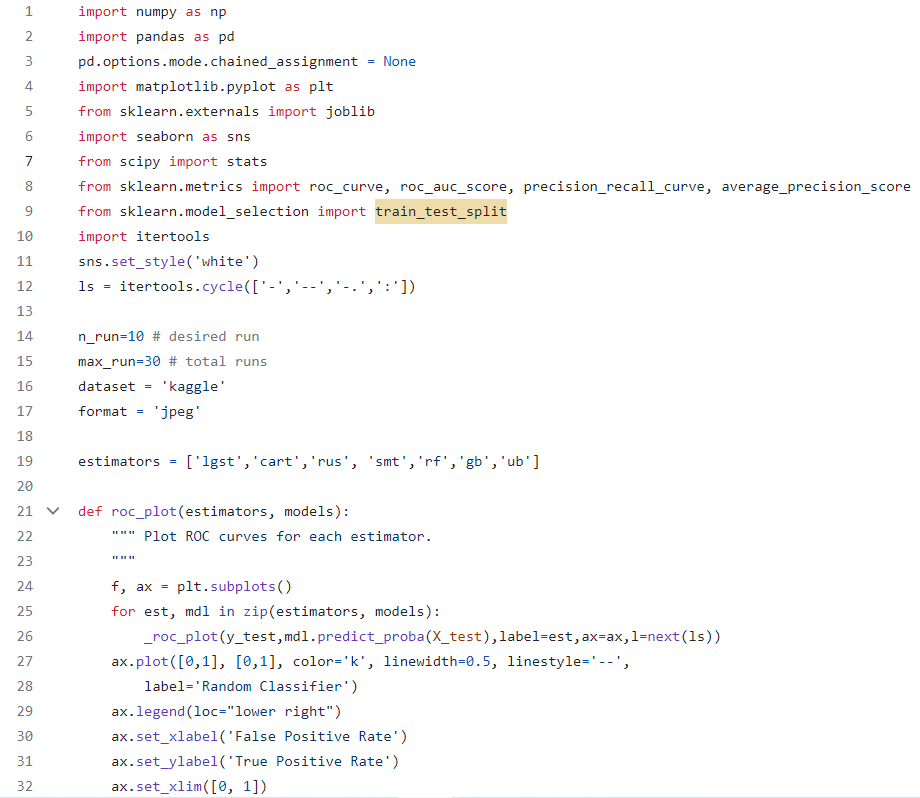 1 import numpy as np
2 import pandas as pd
3 pd.options.mode.chained_assignment = None
4 import matplotlib.pyplot as plt
5 from sklearn.externals import joblib
6 import seaborn as sns
7 from scipy import stats
8 from sklearn.metrics import roc_curve, roc_auc_score, precision_recall_curve, average_precision_score
9 from sklearn.model_selection import train_test_split
10 import itertools
11 sns.set_style('white')
12 ls = itertools.cycle(['-','--','-.',':'])
13
14 n_run=10 # desired run
15 max_run=30 # total runs
16 dataset = 'kaggle'
17 format = 'jpeg'
18
19 estimators = ['lgst','cart','rus', 'smt','rf','gb','ub']
20
21 def roc_plot(estimators, models):
22     """ Plot ROC curves for each estimator.
23     """
24     f, ax = plt.subplots()
25     for est, mdl in zip(estimators, models):
26         _roc_plot(y_test,mdl.predict_proba(X_test),label=est,ax=ax,l=next(ls))
27     ax.plot([0,1], [0,1], color='k', linewidth=0.5, linestyle='--',
28         label='Random Classifier')
29     ax.legend(loc="lower right")
30     ax.set_xlabel('False Positive Rate')
31     ax.set_ylabel('True Positive Rate')
32     ax.set_xlim([0, 1])